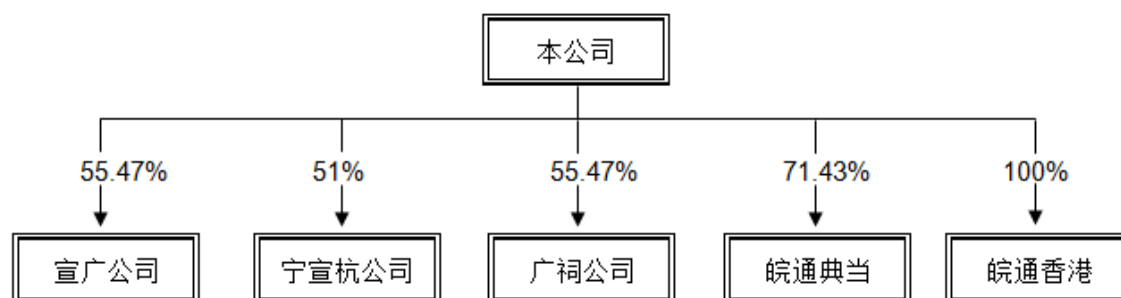 本公司
55.47%
51%
55.47%
71.43%
100%
宣广公司
宁宣杭公司
广祠公司
皖通典当
皖通香港